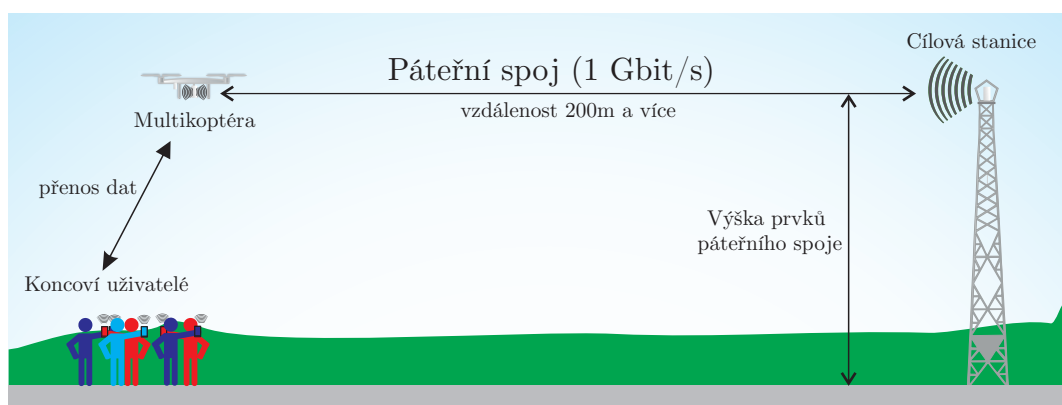 Cílová stanice
Páteřní spoj (1 Gbit/s)
vzdálenost 200m a více
Multikoptéra
přenos dat
Výška prvků
páteřního spoje
Koncoví uživatelé